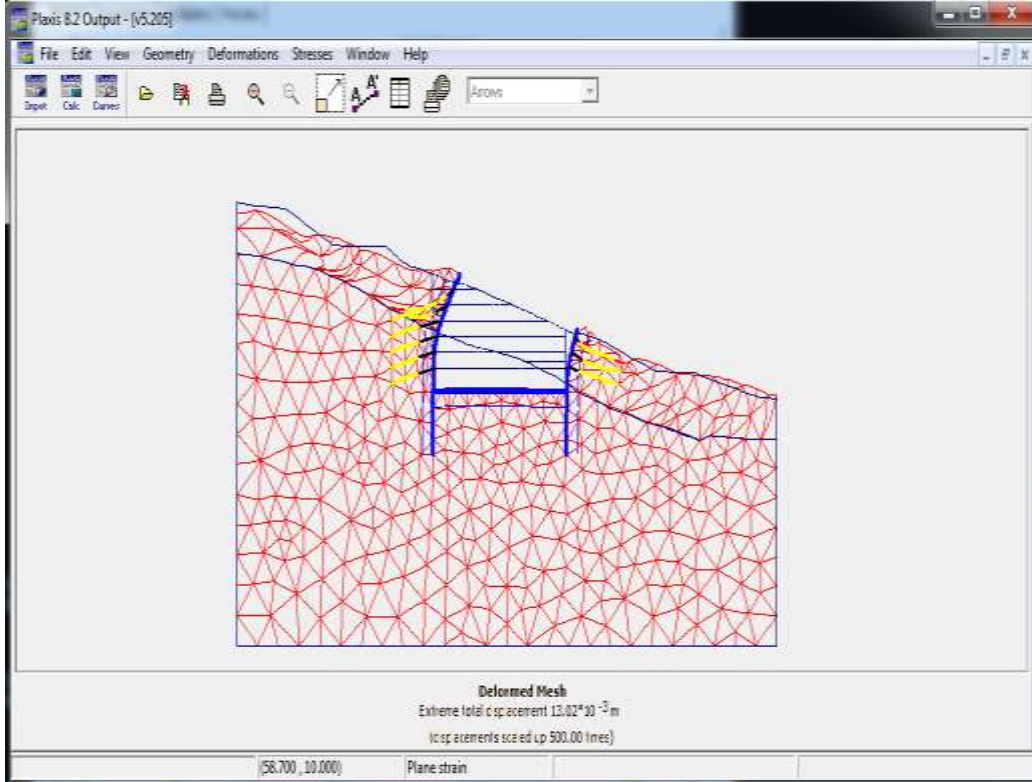 Plaxis 8.2 Output - [v5.205]
File Edit View Geometry Deformations Stresses Window Help
Input Calc Curves
Arrows
A A'
Deformed Mesh
Extreme total displacement 13.02*10 -3 m
(displacements scaled up 500.00 times)
(58.700 , 10.000) Plane strain